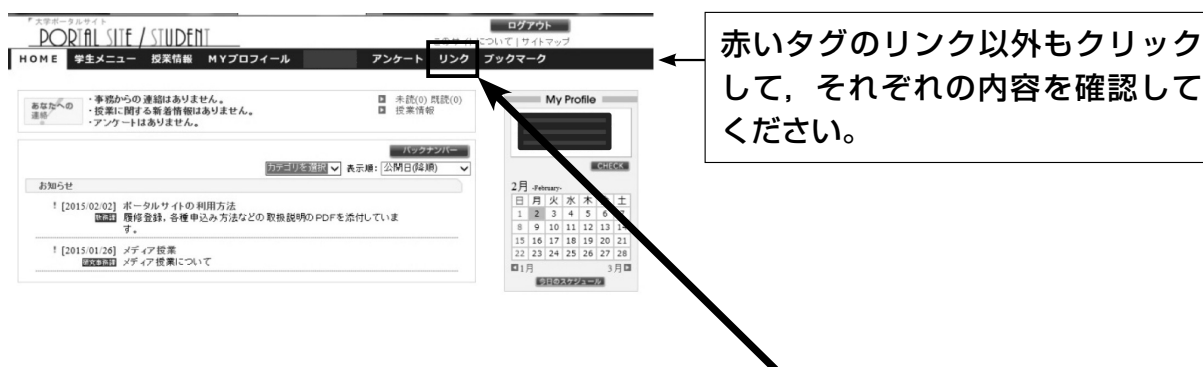 大学ポータルサイト
PORTAL SITE / STUDENT
ログアウト
このサイトについて | サイトマップ
HOME 学生メニュー 授業情報 MYプロフィール アンケート リンク ブックマーク
赤いタグのリンク以外もクリック
して，それぞれの内容を確認して
ください。
あなたへの
連絡
・事務からの連絡はありません。
・授業に関する新着情報はありません。
・アンケートはありません。
未読(0) 既読(0)
授業情報
バックナンバー
カテゴリを選択 表示順: 公開日(降順)
お知らせ
! [2015/02/02] ポータルサイトの利用方法
履修登録，各種申込み方法などの取扱説明のPDFを添付していま
す。
! [2015/01/26] メディア授業
メディア授業について
My Profile
CHECK
2月 -February-
日 月 火 水 木 土
1 2 3 4 5 6 7
8 9 10 11 12 13 14
15 16 17 18 19 20 21
22 23 24 25 26 27 28
1月 3月
今日のスケジュール